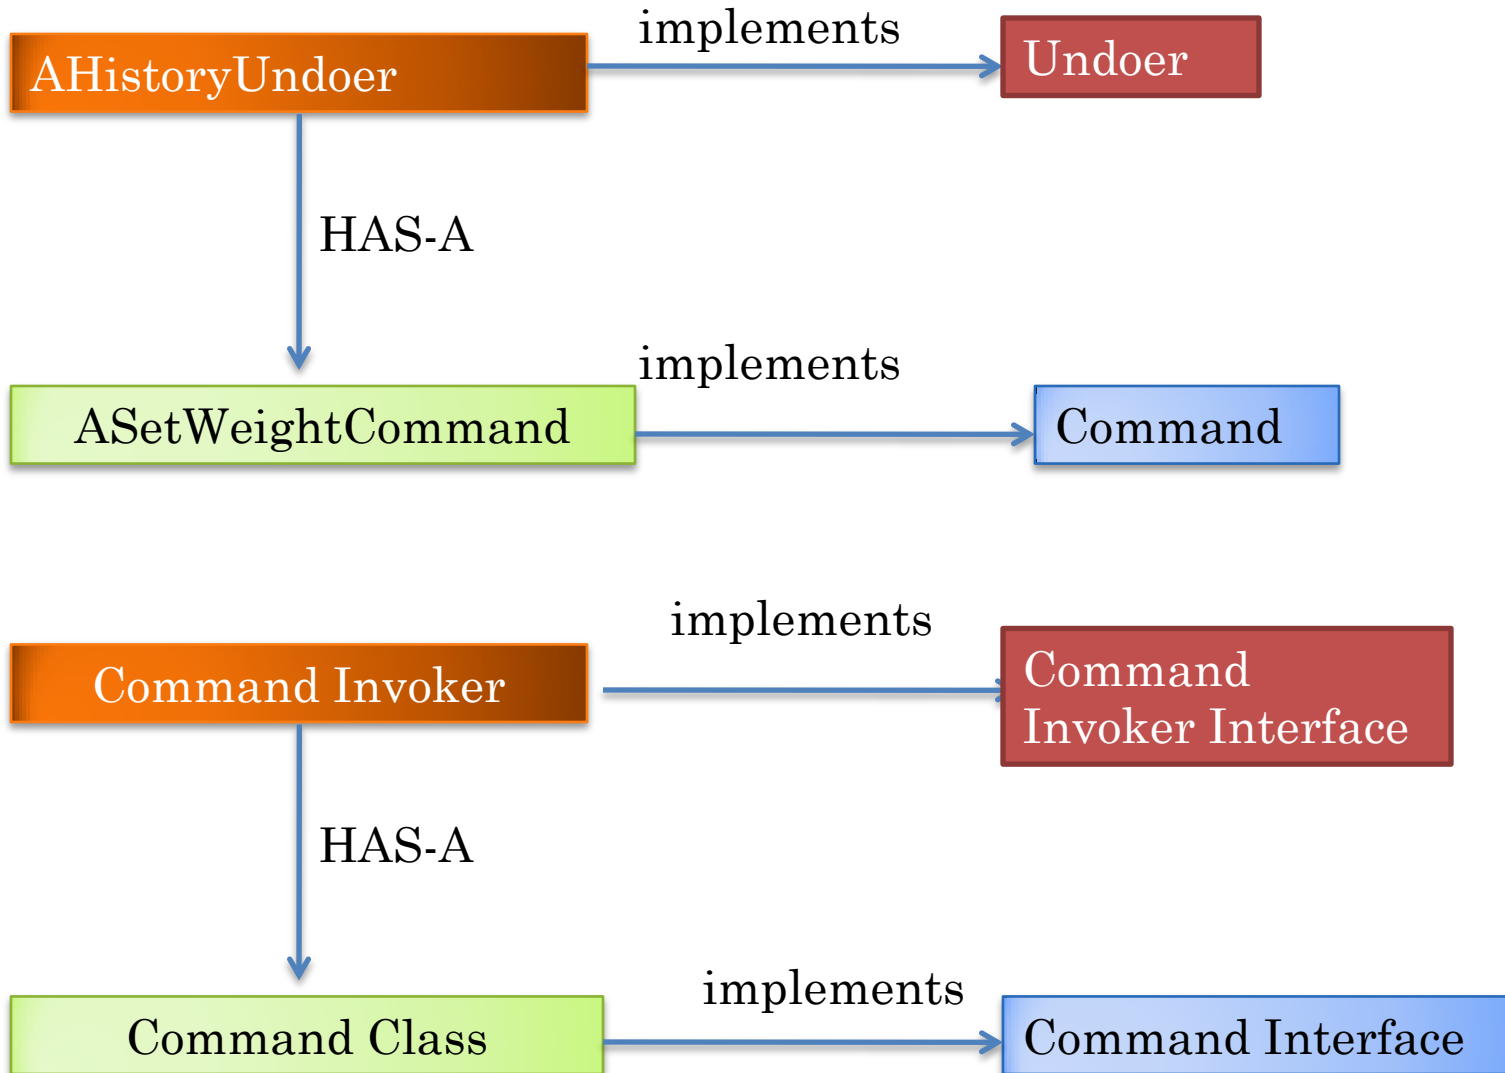 implements
AHistoryUndoer
Undoer
HAS-A
implements
ASetWeightCommand
Command
implements
Command Invoker
Command
Invoker Interface
HAS-A
implements
Command Class
Command Interface